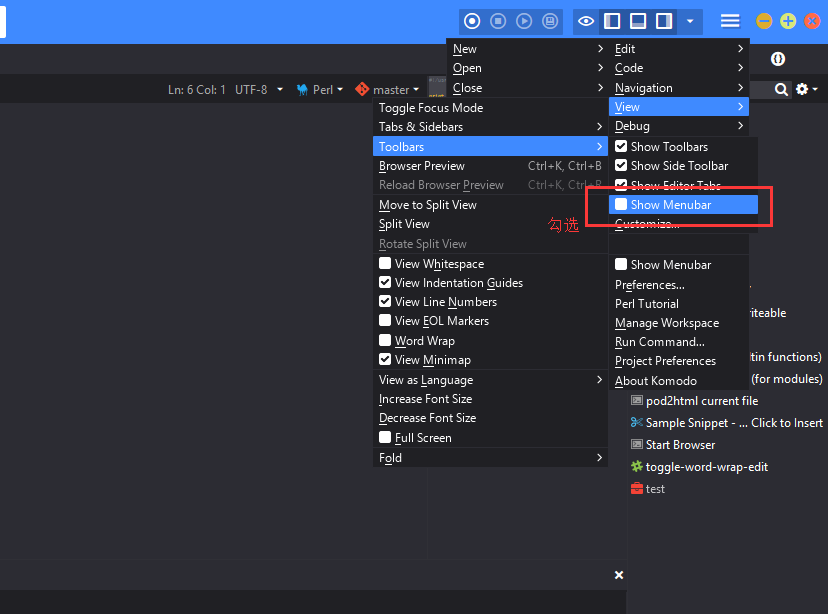 New
Open
Close
Edit
Code
Navigation
View
Debug
Ln: 6 Col: 1 UTF-8 Perl master
Toggle Focus Mode
Tabs & Sidebars
Toolbars
Browser Preview Ctrl+K, Ctrl+B
Reload Browser Preview Ctrl+K, Ctrl+R
Move to Split View
Split View
Rotate Split View
View Whitespace
View Indentation Guides
View Line Numbers
View EOL Markers
Word Wrap
View Minimap
View as Language
Increase Font Size
Decrease Font Size
Full Screen
Fold
Show Toolbars
Show Side Toolbar
Show Editor Tabs
Show Menubar
勾选
Customize...
Show Menubar
Preferences...
Perl Tutorial
Manage Workspace
Run Command...
Project Preferences
About Komodo
riteable
ltin functions)
(for modules)
pod2html current file
Sample Snippet - ... Click to Insert
Start Browser
toggle-word-wrap-edit
test